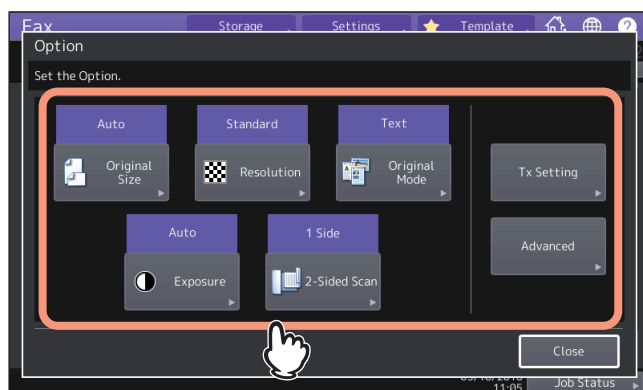 Fax
Storage
Settings
Template
?
Option
Set the Option.
Auto
Standard
Text
Original
Size
Resolution
Original
Mode
Tx Setting
Auto
1 Side
Exposure
2-Sided Scan
Advanced
Close
11:05
Job Status